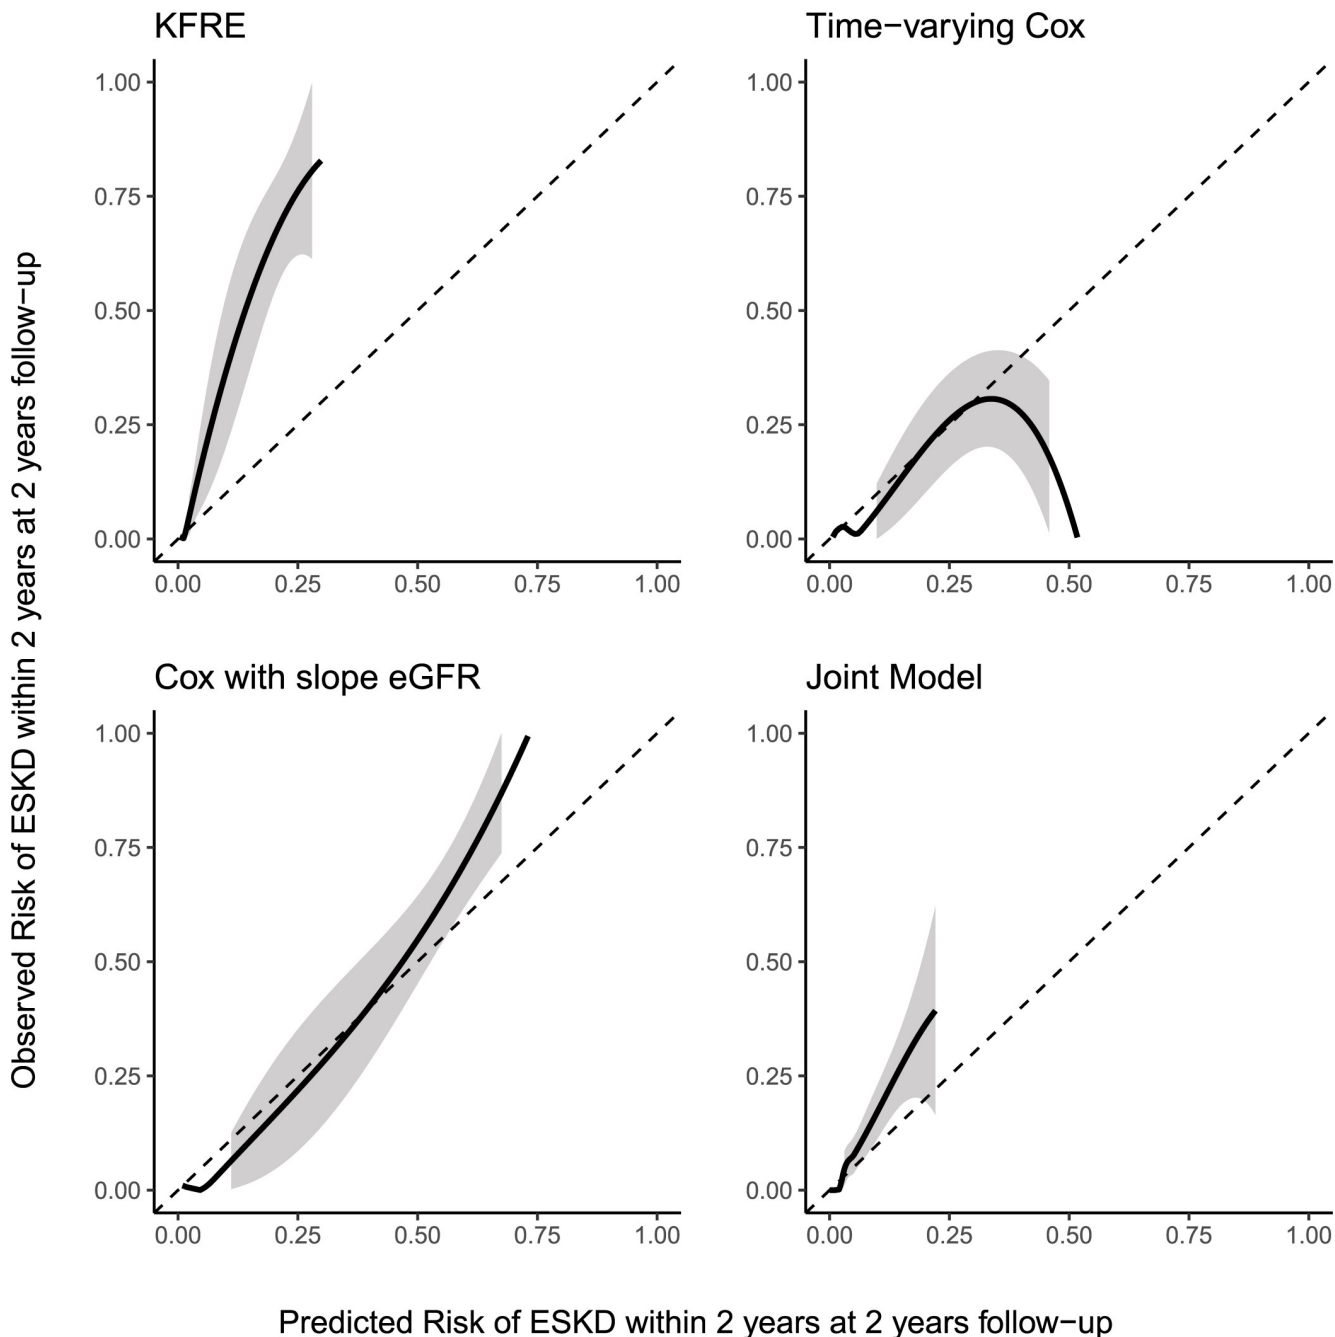 KFRE
Time−varying Cox
1.00
0.75
0.50
0.25
0.00
0.00 0.25 0.50 0.75 1.00
1.00
0.75
0.50
0.25
0.00
0.00 0.25 0.50 0.75 1.00
Observed Risk of ESKD within 2 years at 2 years follow−up
Cox with slope eGFR
Joint Model
1.00
0.75
0.50
0.25
0.00
0.00 0.25 0.50 0.75 1.00
1.00
0.75
0.50
0.25
0.00
0.00 0.25 0.50 0.75 1.00
Predicted Risk of ESKD within 2 years at 2 years follow−up